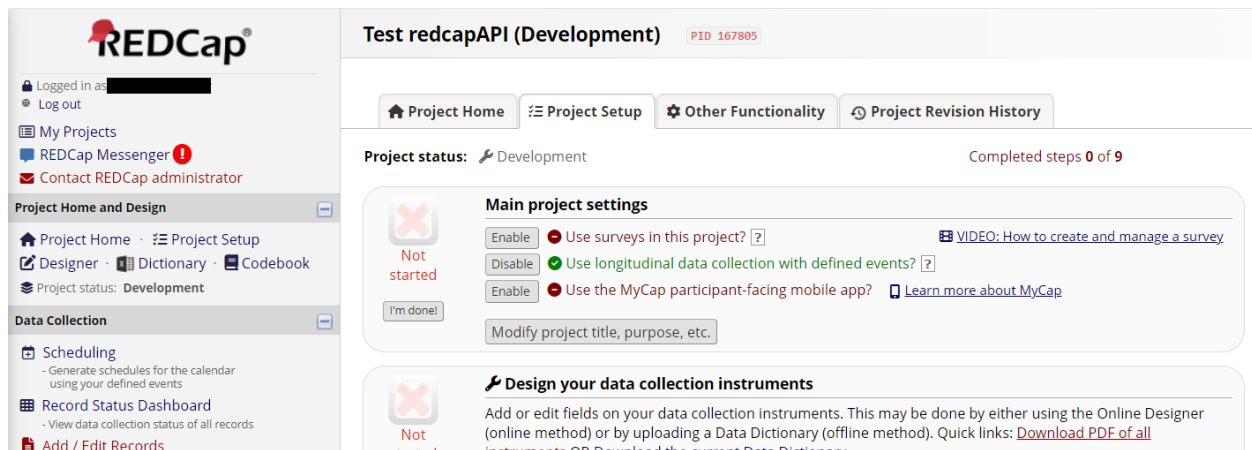 REDCap®
Logged in as
Log out
My Projects
REDCap Messenger
Contact REDCap administrator
Project Home and Design
Project Home · Project Setup
Designer · Dictionary · Codebook
Project status: Development
Data Collection
Scheduling
- Generate schedules for the calendar
using your defined events
Record Status Dashboard
- View data collection status of all records
Add / Edit Records
Test redcapAPI (Development) PID 167805
Project Home Project Setup Other Functionality Project Revision History
Project status: Development Completed steps 0 of 9
Not
started
I'm done!
Main project settings
Enable Use surveys in this project? ? VIDEO: How to create and manage a survey
Disable Use longitudinal data collection with defined events? ?
Enable Use the MyCap participant-facing mobile app? Learn more about MyCap
Modify project title, purpose, etc.
Not
Design your data collection instruments
Add or edit fields on your data collection instruments. This may be done by either using the Online Designer
(online method) or by uploading a Data Dictionary (offline method). Quick links: Download PDF of all
instruments OR Download the current Data Dictionary